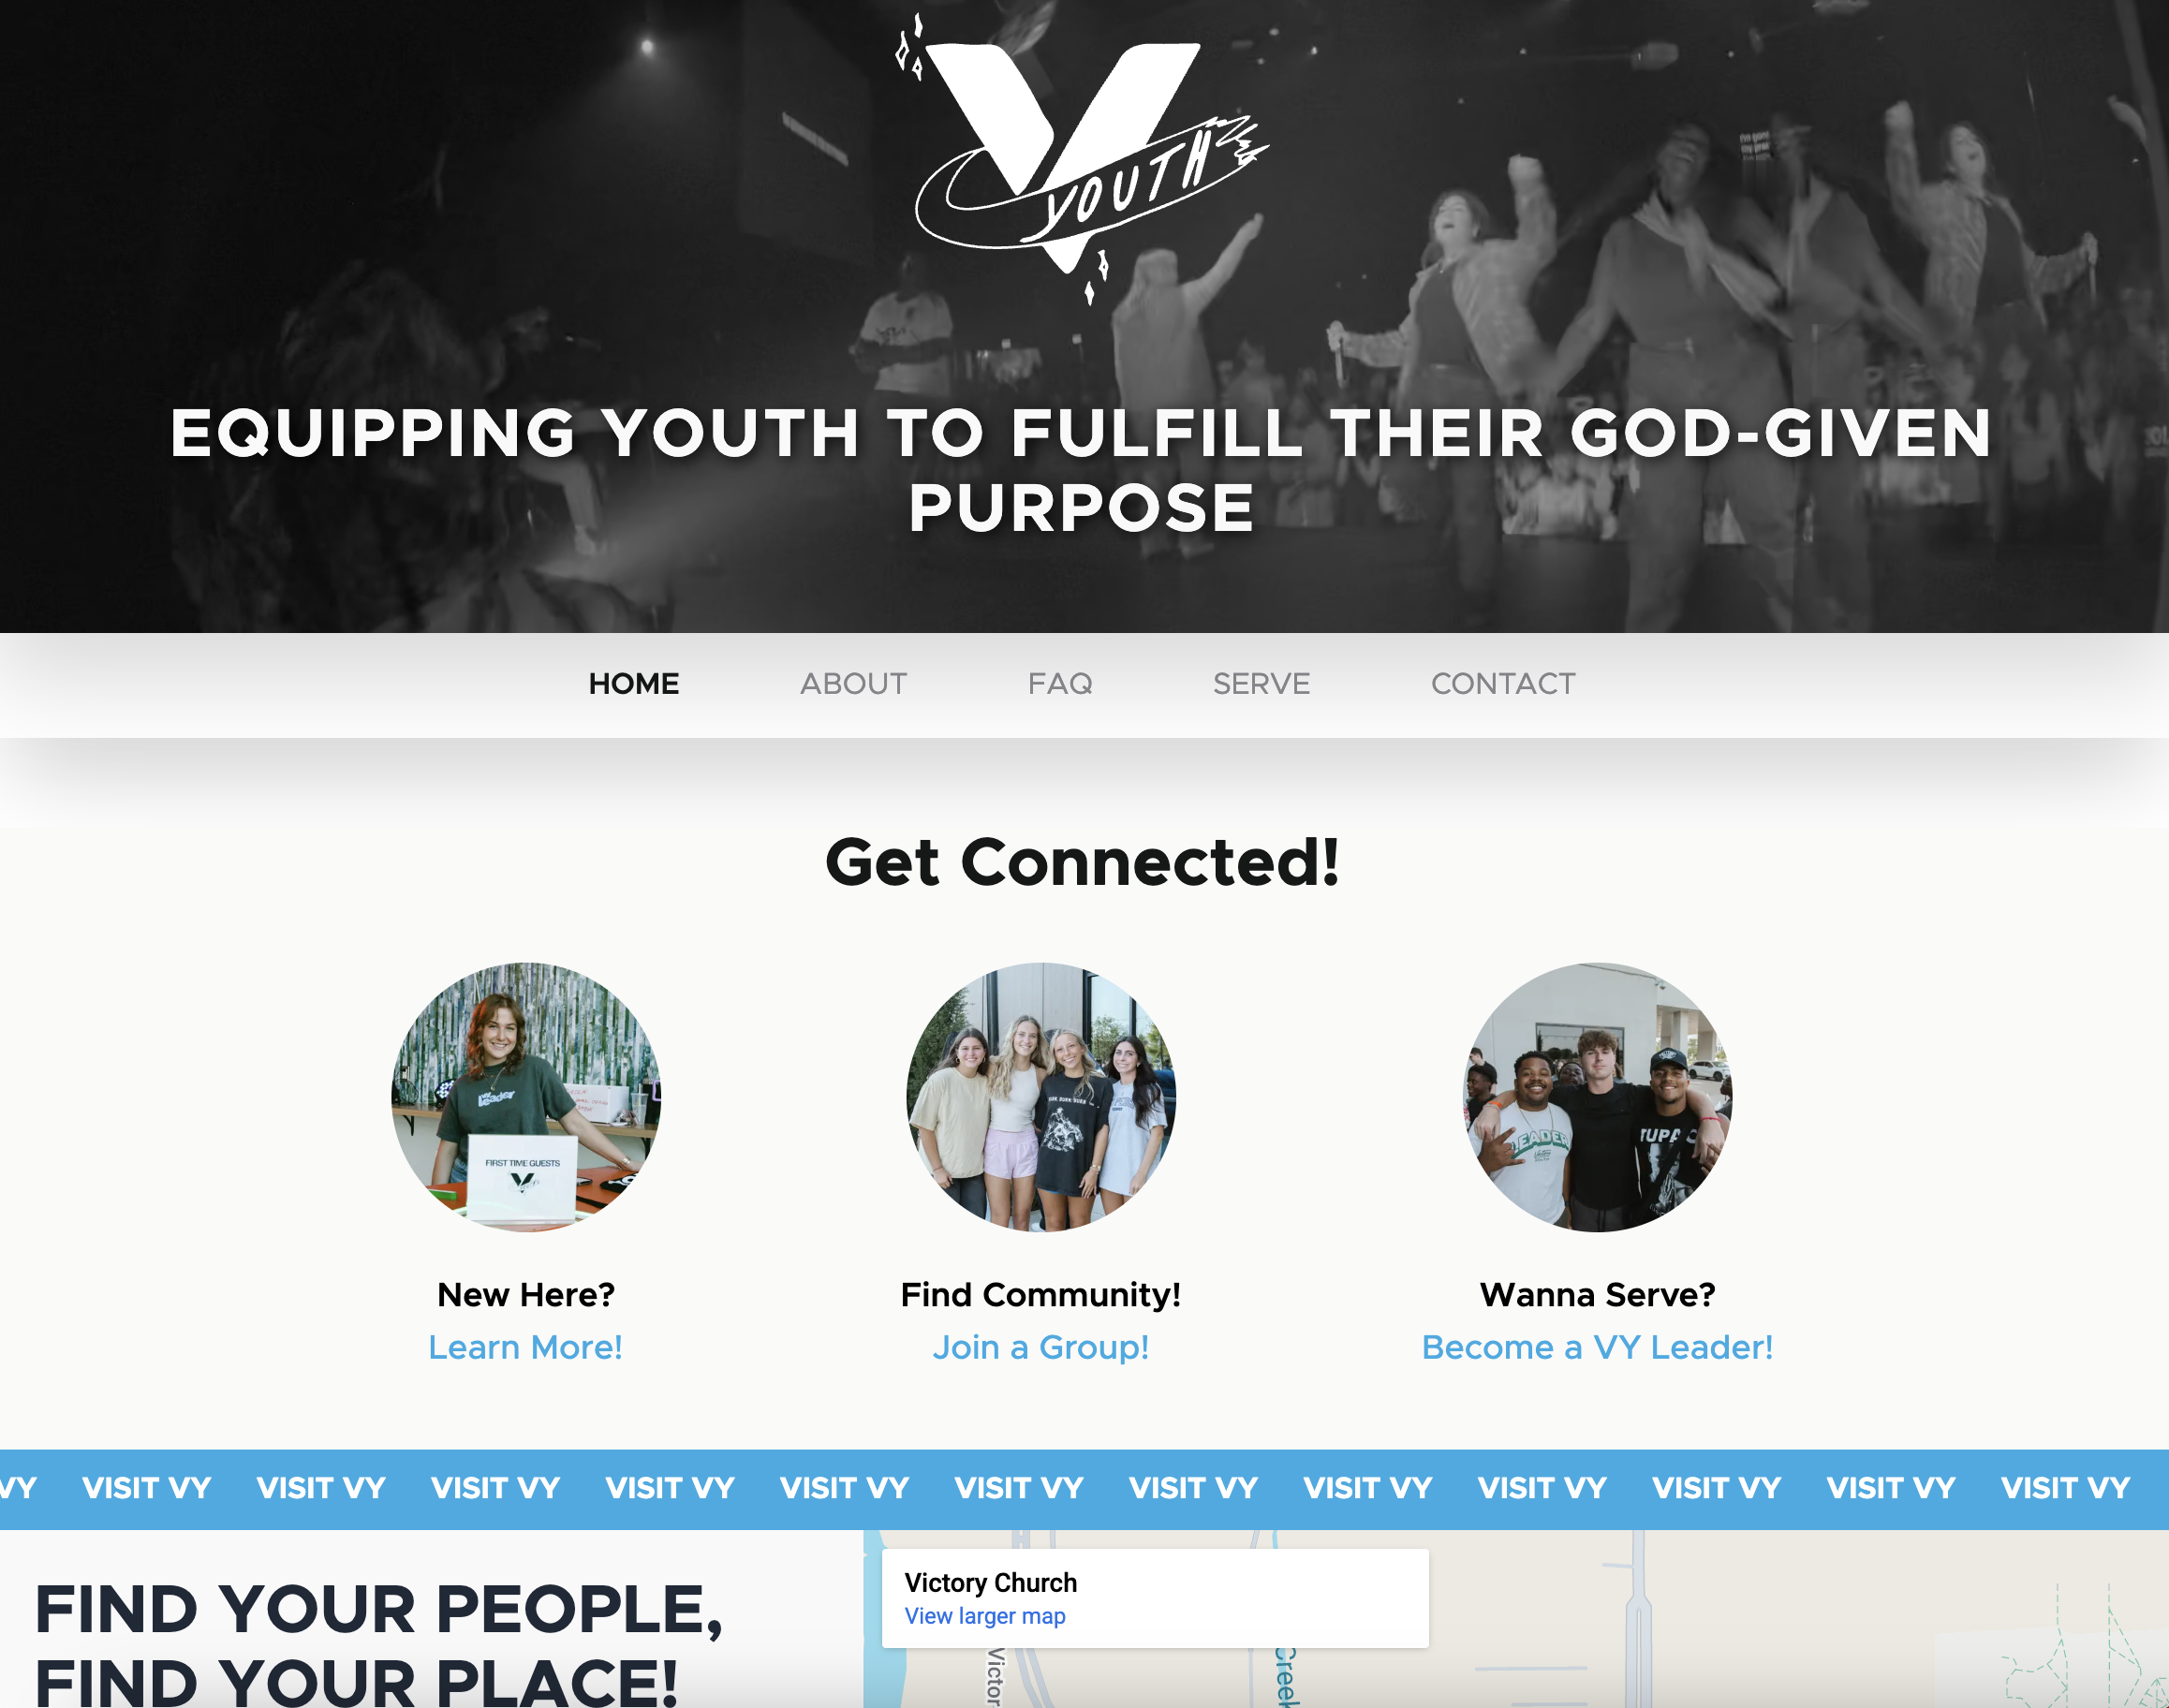 YOUTH
EQUIPPING YOUTH TO FULFILL THEIR GOD-GIVEN
PURPOSE
HOME ABOUT FAQ SERVE CONTACT
Get Connected!
Leader
FIRST TIME GUESTS
LEADER
New Here? Find Community! Wanna Serve?
Learn More! Join a Group! Become a VY Leader!
VY VISIT VY VISIT VY VISIT VY VISIT VY VISIT VY VISIT VY VISIT VY VISIT VY VISIT VY VISIT VY VISIT VY VISIT VY
FIND YOUR PEOPLE,
FIND YOUR PLACE!
Victory Church
View larger map
Victor
Creek